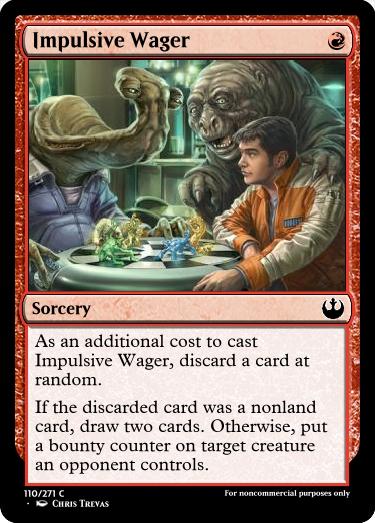 Impulsive Wager
Sorcery
As an additional cost to cast
Impulsive Wager, discard a card at
random.
If the discarded card was a nonland
card, draw two cards. Otherwise, put
a bounty counter on target creature
an opponent controls.
110/271 C
For noncommercial purposes only
· Chris Trevas